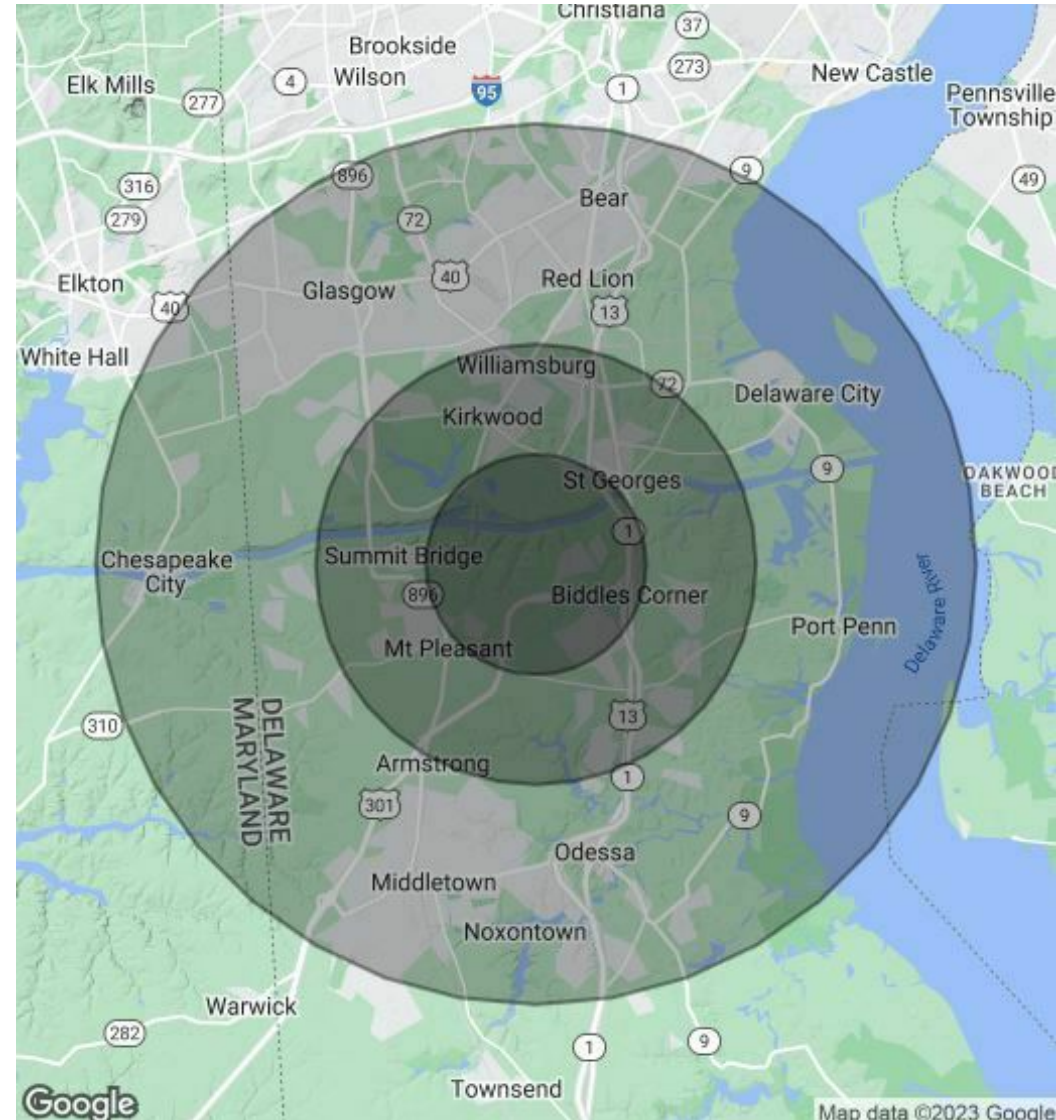 Christiana
37
Brookside
Wilson
273
New Castle
Elk Mills
4
95
1
277
Pennsville
Township
896
9
316
49
Bear
279
72
Red Lion
40
Elkton
Glasgow
40
13
White Hall
Williamsburg
72
Delaware City
Kirkwood
9
St Georges
OAKWOOD
BEACH
1
Summit Bridge
Chesapeake
City
896
Biddles Corner
Delaware River
Port Penn
Mt Pleasant
310
13
DELAWARE
MARYLAND
Armstrong
1
301
9
Odessa
Middletown
Noxontown
Warwick
282
1
9
Townsend
Google
Map data ©2023 Google